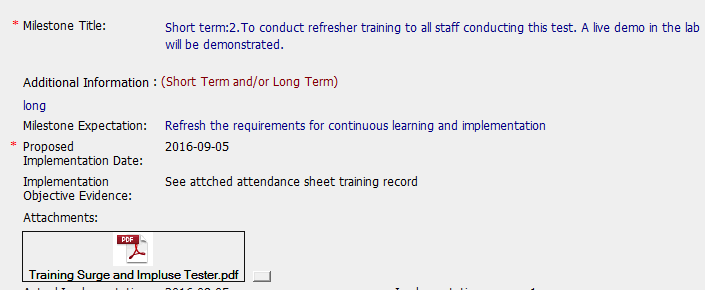 * Milestone Title: Short term:2.To conduct refresher training to all staff conducting this test. A live demo in the lab
will be demonstrated.
Additional Information : (Short Term and/or Long Term)
long
Milestone Expectation: Refresh the requirements for continuous learning and implementation
* Proposed 2016-09-05
Implementation Date:
Implementation See attched attendance sheet training record
Objective Evidence:
Attachments:
PDF
Training Surge and Impluse Tester.pdf